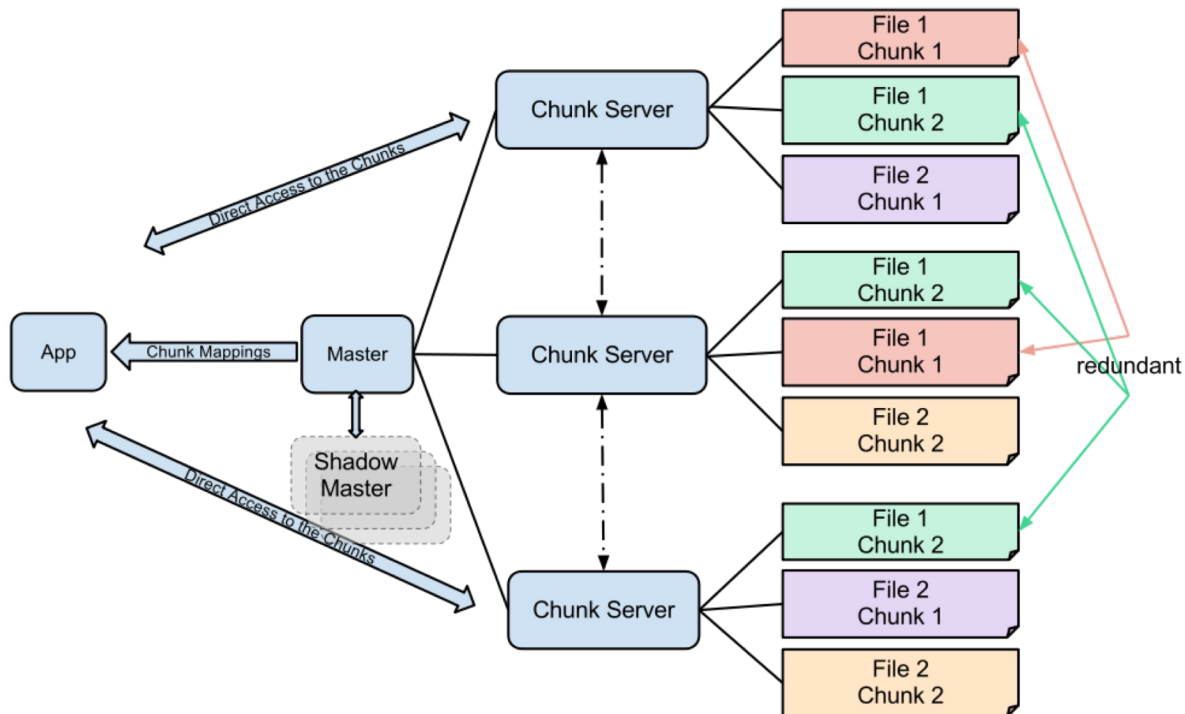 File 1
Chunk 1
Chunk Server
File 1
Chunk 2
File 2
Chunk 1
Direct Access to the Chunks
File 1
Chunk 2
App
Chunk Mappings
Master
Chunk Server
File 1
Chunk 1
redundant
File 2
Chunk 2
Shadow
Master
Direct Access to the Chunks
File 1
Chunk 2
Chunk Server
File 2
Chunk 1
File 2
Chunk 2